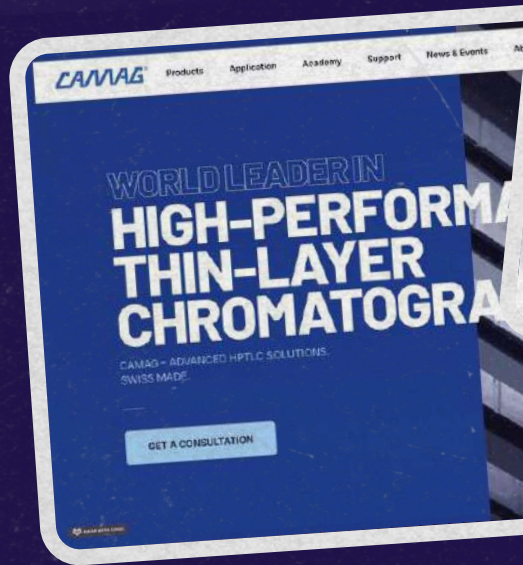 CAMAG
Products Application Academy Support News & Events Ab
WORLD LEADER IN
HIGH-PERFORMA
THIN-LAYER
CHROMATOGRA
CAMAG – ADVANCED HPTLC SOLUTIONS.
SWISS MADE.
GET A CONSULTATION